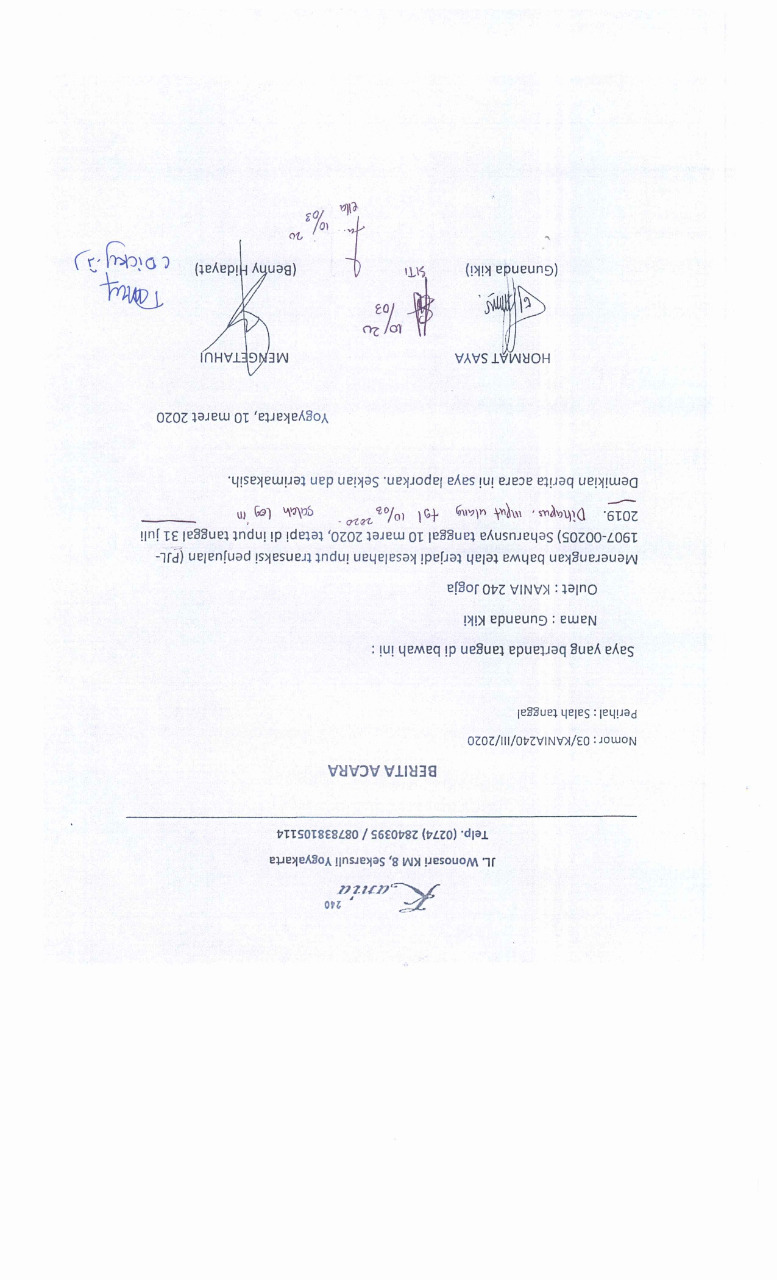 Kania 240
JL. Wonosari KM 8, Sekarsuli Yogyakarta
Telp. (0274) 2840395 / 087838105114
BERITA ACARA
Nomor : 03/KANIA240/III/2020
Perihal : Salah tanggal
Saya yang bertanda tangan di bawah ini :
Nama : Gunanda Kiki
Oulet : KANIA 240 Jogja
Menerangkan bahwa telah terjadi kesalahan input transaksi penjualan (PJL-
1907-00205) Seharusnya tanggal 10 maret 2020, tetapi di input tanggal 31 juli
2019. Dihapus, input ulang tgl 10/03 2020. salah log in
Demikian berita acara ini saya laporkan. Sekian dan terimakasih.
Yogyakarta, 10 maret 2020
HORMAT SAYA MENGETAHUI
10/20
/03
(Gunanda kiki) SITI (Benny Hidayat) (Dicky.J)
10/03 20
ella